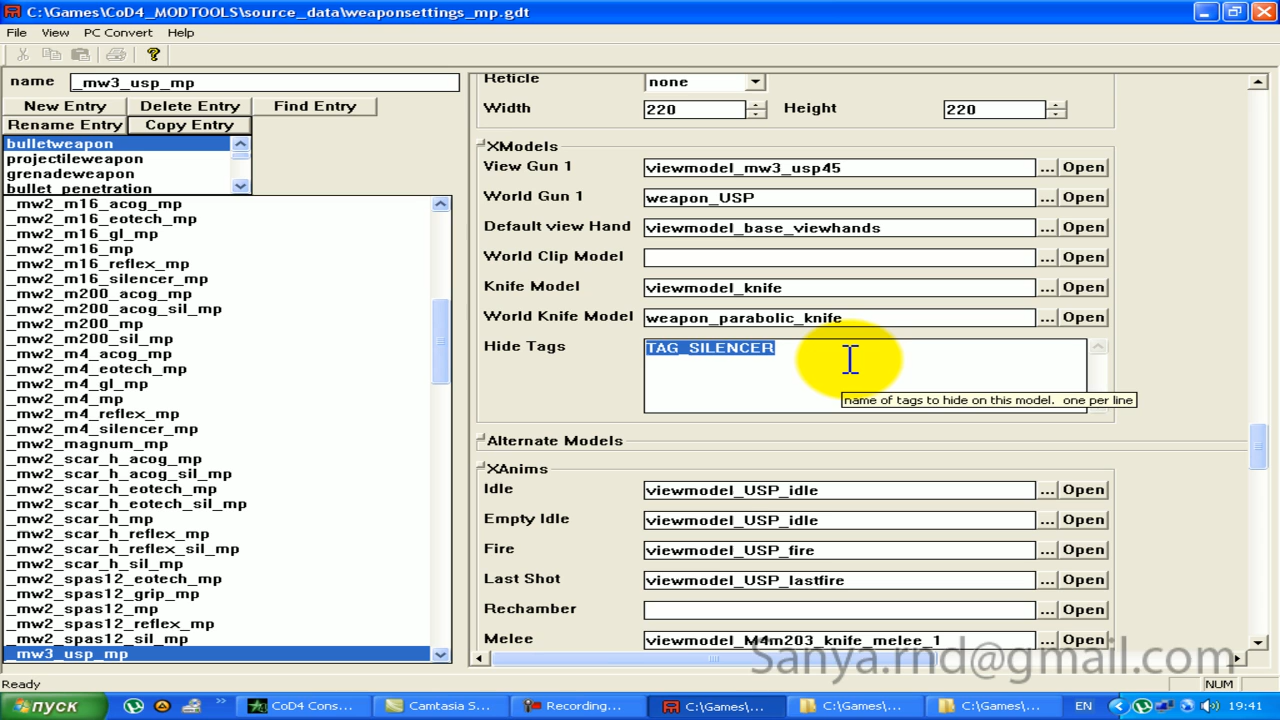 C:\Games\CoD4_MODTOOLS\source_data\weaponsettings_mp.gdt
File View PC Convert Help
name _mw3_usp_mp
New Entry Delete Entry Find Entry
Rename Entry Copy Entry
bulletweapon
projectileweapon
grenadeweapon
bullet_penetration
_mw2_m16_acog_mp
_mw2_m16_eotech_mp
_mw2_m16_gl_mp
_mw2_m16_mp
_mw2_m16_reflex_mp
_mw2_m16_silencer_mp
_mw2_m200_acog_mp
_mw2_m200_acog_sil_mp
_mw2_m200_mp
_mw2_m200_sil_mp
_mw2_m4_acog_mp
_mw2_m4_eotech_mp
_mw2_m4_gl_mp
_mw2_m4_mp
_mw2_m4_reflex_mp
_mw2_m4_silencer_mp
_mw2_magnum_mp
_mw2_scar_h_acog_mp
_mw2_scar_h_acog_sil_mp
_mw2_scar_h_eotech_mp
_mw2_scar_h_eotech_sil_mp
_mw2_scar_h_mp
_mw2_scar_h_reflex_mp
_mw2_scar_h_reflex_sil_mp
_mw2_scar_h_sil_mp
_mw2_spas12_eotech_mp
_mw2_spas12_grip_mp
_mw2_spas12_mp
_mw2_spas12_reflex_mp
_mw2_spas12_sil_mp
_mw3_usp_mp
Reticle none
Width 220 Height 220
XModels
View Gun 1 viewmodel_mw3_usp45 ... Open
World Gun 1 weapon_USP ... Open
Default view Hand viewmodel_base_viewhands ... Open
World Clip Model ... Open
Knife Model viewmodel_knife ... Open
World Knife Model weapon_parabolic_knife ... Open
Hide Tags TAG_SILENCER
name of tags to hide on this model. one per line
Alternate Models
XAnims
Idle viewmodel_USP_idle ... Open
Empty Idle viewmodel_USP_idle ... Open
Fire viewmodel_USP_fire ... Open
Last Shot viewmodel_USP_lastfire ... Open
Rechamber ... Open
Melee viewmodel_M4m203_knife_melee_1 ... Open
Sanya.rnd@gmail.com
Ready NUM
пуск » CoD4 Cons... Camtasia S... Recording... C:\Games\... C:\Games\... C:\Games\... EN 19:41